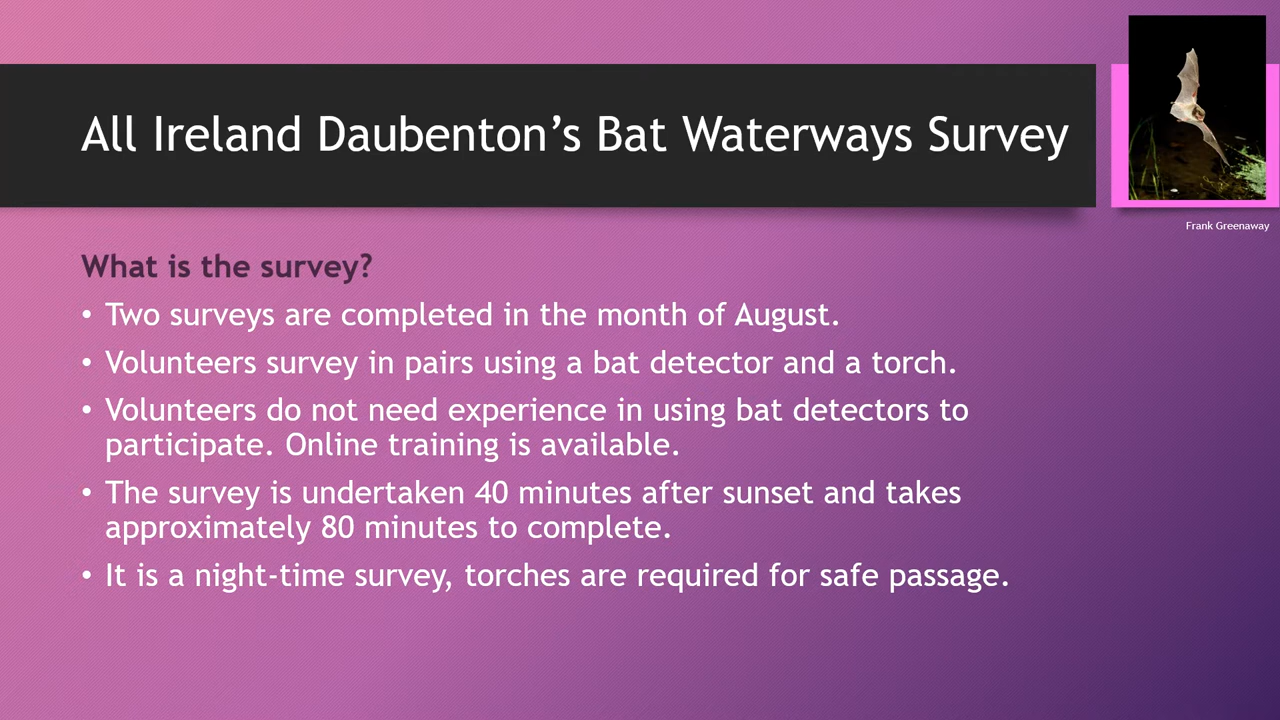 All Ireland Daubenton’s Bat Waterways Survey
Frank Greenaway
What is the survey?
• Two surveys are completed in the month of August.
• Volunteers survey in pairs using a bat detector and a torch.
• Volunteers do not need experience in using bat detectors to
participate. Online training is available.
• The survey is undertaken 40 minutes after sunset and takes
approximately 80 minutes to complete.
• It is a night-time survey, torches are required for safe passage.